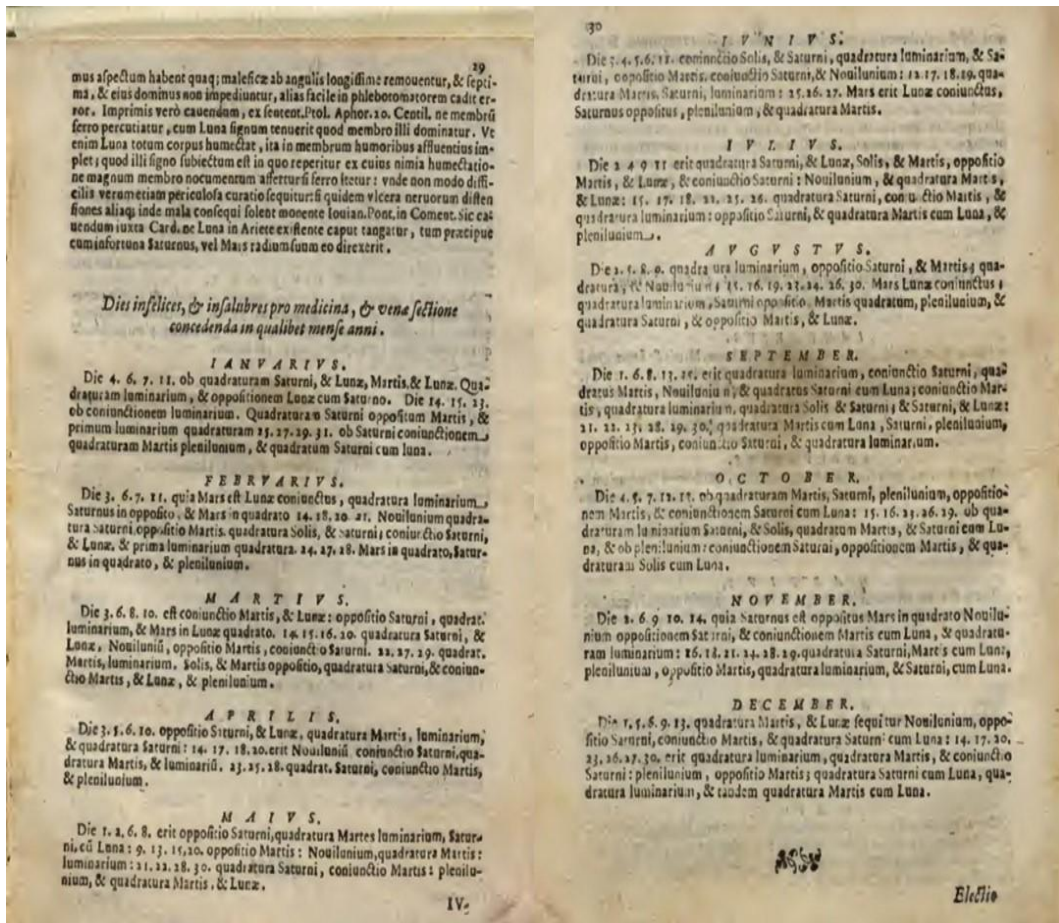 29
mus aſpectum habent quaq; maleficæ ab angulis longiſſime remouentur, & ſepti-
ma, & eius dominus non impediuntur, alias facile in phlebotomatorem cadit er-
ror. Imprimis verò cauendum, ex ſentent. Ptol. Aphor. 20. Centil. ne membrũ
ferro percutiatur, cum Luna ſignum tenuerit quod membro illi dominatur. Vt
enim Luna totum corpus humectat, ita in membrum humoribus affluentius im-
plet; quod illi ſigno ſubiectum eſt in quo reperitur ex cuius nimia humectatio-
ne magnum membro nocumentum affertur ſi ferro : vnde non modo diffi-
cilis verumetiam periculoſa curatio ſequitur: ſi quidem vlcera neruorum diſten
ſiones aliaq; inde mala conſequi ſolent monente Iouian. Pont. in Coment. Sic ca-
uendum iuxta Card. ne Luna in Ariete exiſtente caput tangatur, tum præcipue
cum infortuna Saturnus, vel Mars radium ſuum eo direxerit.
Dies infelices, & inſalubres pro medicina, & vena ſectione
concedenda in qualibet menſe anni.
IANVARIVS.
Die 4. 6. 7. 11. ob quadraturam Saturni, & Lunæ, Martis, & Lunæ. Qua-
draturam luminarium, & oppoſitionem Lunæ cum Saturno. Die 14. 15. 23.
ob coniunctionem luminarium. Quadraturam Saturni oppoſitum Martis, &
primum luminarium quadraturam 25. 27. 29. 31. ob Saturni coniunctionem
quadraturam Martis plenilunium, & quadratum Saturni cum luna.
FEBRVARIVS.
Die 3. 6. 7. 11. quia Mars eſt Lunæ coniunctus, quadratura luminarium
Saturnus in oppoſito, & Mars in quadrato 14. 18. 20 21. Nouilunium quadra-
tura Saturni oppoſitio Martis. quadratura Solis, & Saturni; coniunctio Saturni,
& Lunæ, & prima luminarium quadratura. 24. 27. 28. Mars in quadrato, Satur-
nus in quadrato, & plenilunium.
MARTIVS.
Die 3. 6. 8. 10. eſt coniunctio Martis, & Lunæ: oppoſitio Saturni, quadrat.
luminarium, & Mars in Lunæ quadrato. 14. 15. 16. 20. quadratura Saturni, &
Lunæ, Nouiluniũ, oppoſitio Martis, coniunctio Saturni. 22. 27. 29. quadrat.
Martis, luminarium. Solis, & Martis oppoſitio, quadratura Saturni, & coniun-
ctio Martis, & Lunæ, & plenilunium.
APRILIS.
Die 3. 5. 6. 10. oppoſitio Saturni, & Lunæ, quadratura Martis, luminarium,
& quadratura Saturni: 14. 17. 18. 20. erit Nouiluniũ coniunctio Saturni, qua-
dratura Martis, & luminariũ. 23. 25. 28. quadrat. Saturni, coniunctio Martis,
& plenilunium.
MAIVS.
Die 1. 2. 6. 8. erit oppoſitio Saturni, quadratura Martes luminarium, Satur-
ni. cũ Luna: 9. 13. 15. 20. oppoſitio Martis: Nouilunium, quadratura Martis:
luminarium: 21. 22. 28. 30. quadratura Saturni, coniunctio Martis: plenilu-
nium, & quadratura Martis, & Lunæ.
IV-
30
IVNIVS.
Die 3. 4. 5. 6. 11. coniunctio Solis, & Saturni, quadratura luminarium, & Sa-
turni, oppoſitio Martis. coniunctio Saturni, & Nouilunium: 12. 17. 18. 19. qua-
dratura Martis, Saturni, luminarium: 25. 26. 27. Mars erit Lunæ coniunctus,
Saturnus oppoſitus, plenilunium, & quadratura Martis.
IVLIVS.
Die 2 4 9 11 erit quadratura Saturni, & Lunæ, Solis, & Martis, oppoſitio
Martis, & Lunæ, & coniunctio Saturni: Nouilunium, & quadratura Martis,
& Lunæ: 15. 17. 18. 22. 25. 26. quadratura Saturni, coniunctio Martis, &
quadratura luminarium: oppoſitio Saturni, & quadratura Martis cum Luna, &
plenilunium.
AVGVSTVS.
Die 2. 5. 8. 9. quadratura luminarium, oppoſitio Saturni, & Martis; qua-
dratura, & Nouilunium; 15. 16. 19. 23. 24. 26. 30. Mars Lunæ coniunctus;
quadratura luminarium, Saturni oppoſitio. Martis quadratum, plenilunium, &
quadratura Saturni, & oppoſitio Martis, & Lunæ.
SEPTEMBER.
Die 1. 6. 8. 13. 15. erit quadratura luminarium, coniunctio Saturni, qua-
dratus Martis, Nouilunium, & quadratus Saturni cum Luna; coniunctio Mar-
tis, quadratura luminarium, quadratura Solis & Saturni; & Saturni, & Lunæ:
21. 22. 23. 28. 29. 30. quadratura Martis cum Luna, Saturni, plenilunium,
oppoſitio Martis, coniunctio Saturni, & quadratura luminarium.
OCTOBER.
Die 4. 5. 7. 12. 13. ob quadraturam Martis, Saturni, plenilunium, oppoſitio-
nem Martis, & coniunctionem Saturni cum Luna: 15. 16. 23. 26. 29. ob qua-
draturam luminarium Saturni, & Solis, quadratum Martis, & Saturni cum Lu-
na, & ob plenilunium: coniunctionem Saturni, oppoſitionem Martis, & qua-
draturam Solis cum Luna.
NOVEMBER.
Die 2. 6. 9 10. 14. quia Saturnus eſt oppoſitus Mars in quadrato Nouilu-
nium oppoſitionem Saturni, & coniunctionem Martis cum Luna, & quadratu-
ram luminarium: 16. 18. 21. 24. 28. 29. quadratura Saturni, Martis cum Luna,
plenilunium, oppoſitio Martis, quadratura luminarium, & Saturni, cum Luna.
DECEMBER.
Die 1. 5. 6. 9. 13. quadratura Martis, & Lunæ ſequitur Nouilunium, oppo-
ſitio Saturni, coniunctio Martis, & quadratura Saturni cum Luna: 14. 17. 20.
23. 26. 27. 30. erit quadratura luminarium, quadratura Martis, & coniunctio
Saturni: plenilunium, oppoſitio Martis; quadratura Saturni cum Luna, qua-
dratura luminarium, & tandem quadratura Martis cum Luna.
Electio